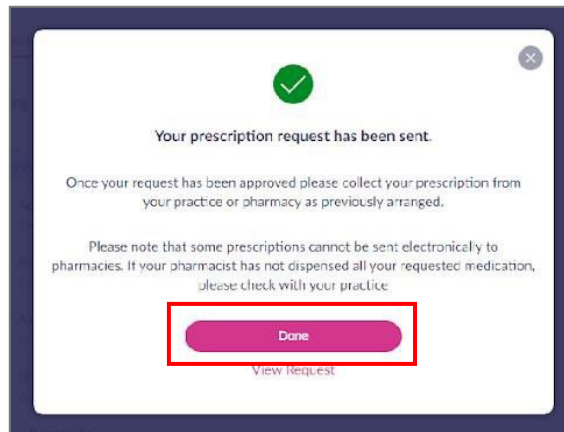 Your prescription request has been sent.
Once your request has been approved please collect your prescription from
your practice or pharmacy as previously arranged.
Please note that some prescriptions cannot be sent electronically to
pharmacies. If your pharmacist has not dispensed all your requested medication,
please check with your practice
Done
View Request